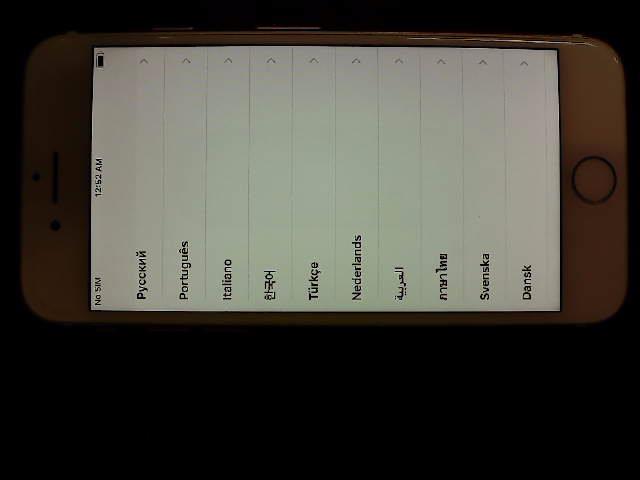 No SIM 12:52 AM
Русский
Português
Italiano
한국어
Türkçe
Nederlands
العربية
ภาษาไทย
Svenska
Dansk